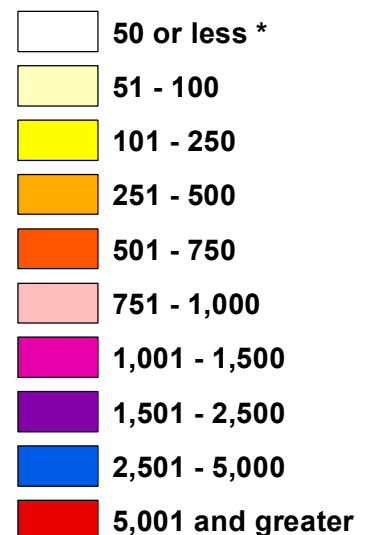 50 or less *
51 - 100
101 - 250
251 - 500
501 - 750
751 - 1,000
1,001 - 1,500
1,501 - 2,500
2,501 - 5,000
5,001 and greater